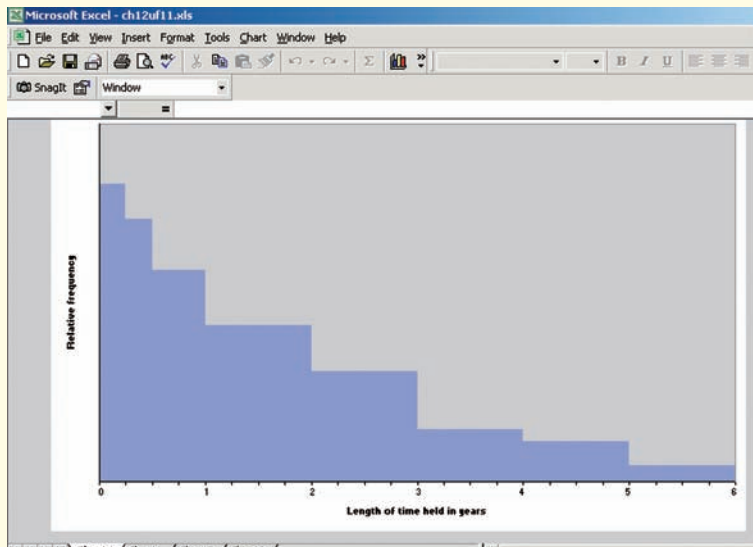 Microsoft Excel - ch12uf11.xls
File Edit View Insert Format Tools Chart Window Help
ABC Σ » B I U
SnagIt Window
=
Relative frequency
0 1 2 3 4 5 6
Length of time held in years